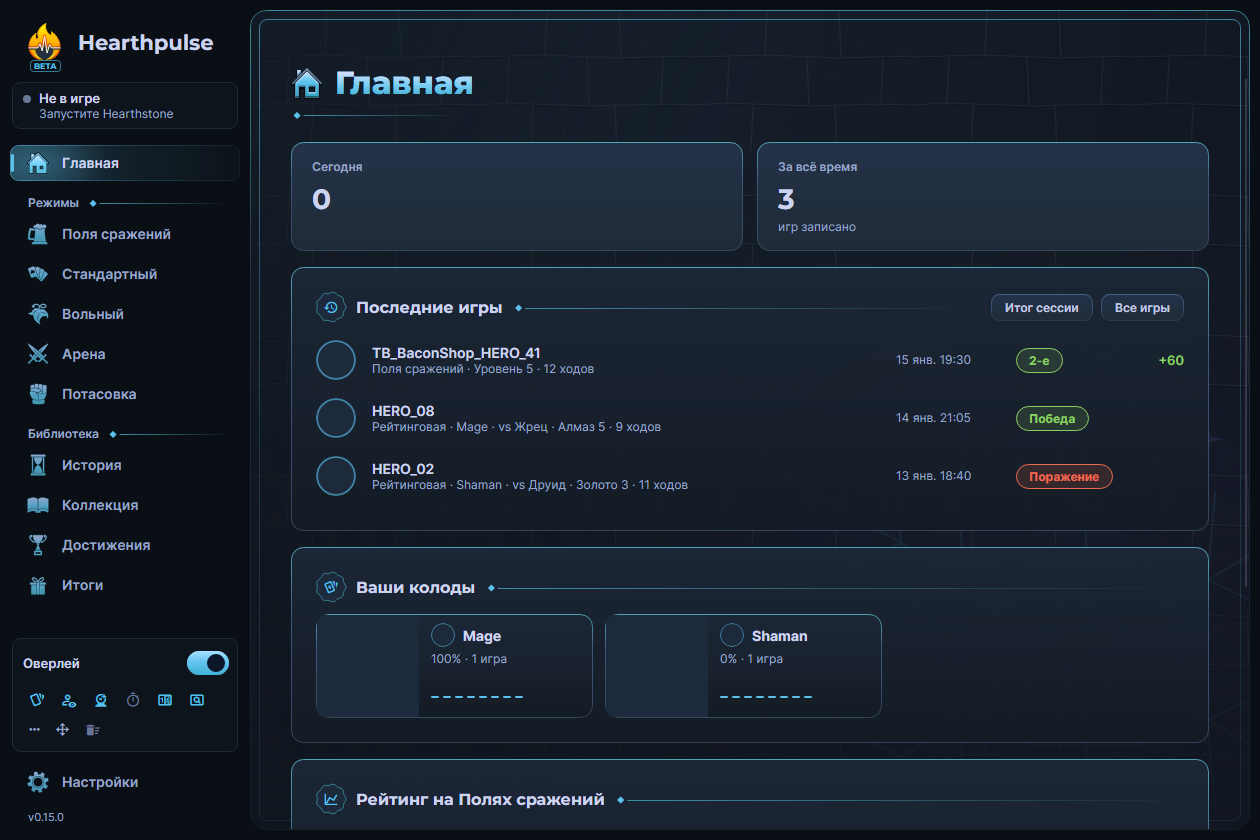 Hearthpulse
BETA
Не в игре
Запустите Hearthstone
Главная
Режимы
Поля сражений
Стандартный
Вольный
Арена
Потасовка
Библиотека
История
Коллекция
Достижения
Итоги
Оверлей
Настройки
v0.15.0
Главная
Сегодня
0
За всё время
3
игр записано
Последние игры
Итог сессии
Все игры
TB_BaconShop_HERO_41
Поля сражений · Уровень 5 · 12 ходов
15 янв. 19:30
2-е
+60
HERO_08
Рейтинговая · Mage · vs Жрец · Алмаз 5 · 9 ходов
14 янв. 21:05
Победа
HERO_02
Рейтинговая · Shaman · vs Друид · Золото 3 · 11 ходов
13 янв. 18:40
Поражение
Ваши колоды
Mage
100% · 1 игра
Shaman
0% · 1 игра
Рейтинг на Полях сражений